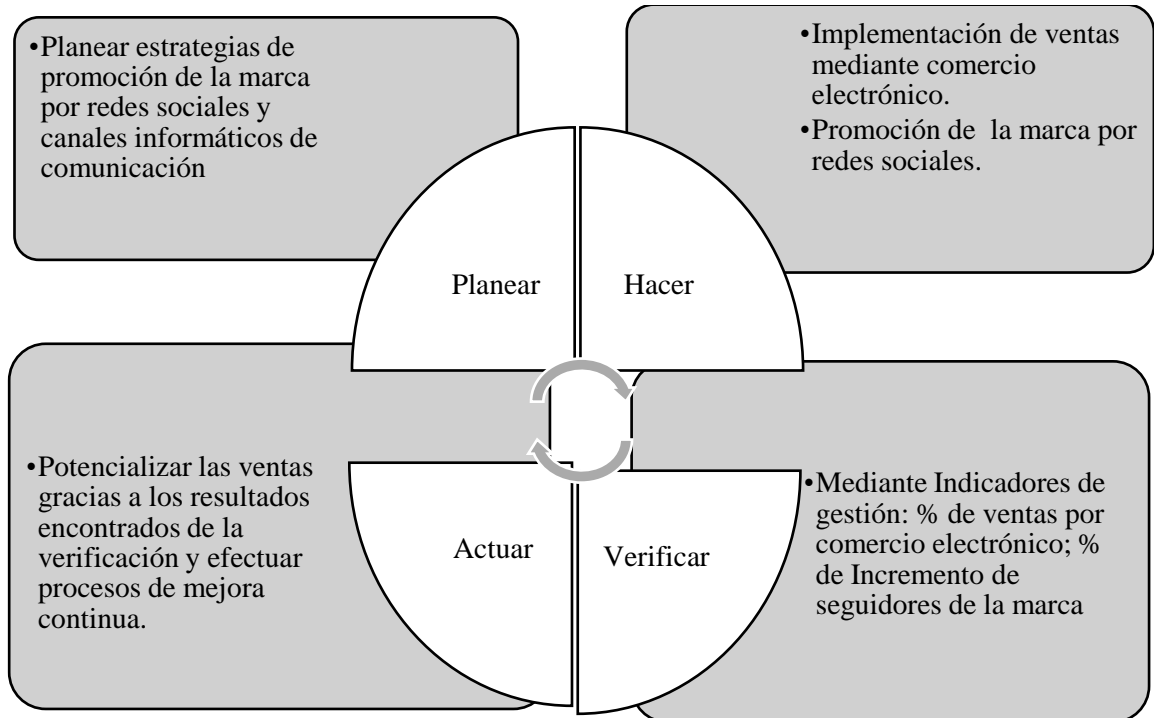 •Planear estrategias de
promoción de la marca
por redes sociales y
canales informáticos de
comunicación
•Implementación de ventas
mediante comercio
electrónico.
•Promoción de  la marca por
redes sociales.
Planear
Hacer
•Potencializar las ventas
gracias a los resultados
encontrados de la
verificación y efectuar
procesos de mejora
continua.
Actuar
Verificar
•Mediante Indicadores de
gestión: % de ventas por
comercio electrónico; %
de Incremento de
seguidores de la marca